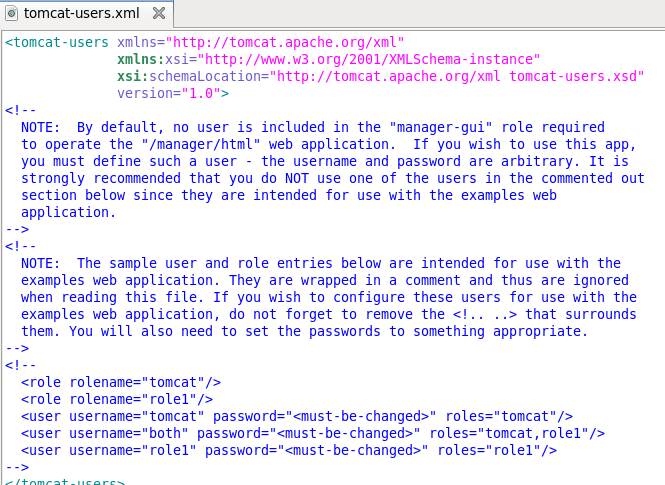 tomcat-users.xml
<tomcat-users xmlns="http://tomcat.apache.org/xml"
              xmlns:xsi="http://www.w3.org/2001/XMLSchema-instance"
              xsi:schemaLocation="http://tomcat.apache.org/xml tomcat-users.xsd"
              version="1.0">
<!--
  NOTE:  By default, no user is included in the "manager-gui" role required
  to operate the "/manager/html" web application.  If you wish to use this app,
  you must define such a user - the username and password are arbitrary. It is
  strongly recommended that you do NOT use one of the users in the commented out
  section below since they are intended for use with the examples web
  application.
-->
<!--
  NOTE:  The sample user and role entries below are intended for use with the
  examples web application. They are wrapped in a comment and thus are ignored
  when reading this file. If you wish to configure these users for use with the
  examples web application, do not forget to remove the <!.. ..> that surrounds
  them. You will also need to set the passwords to something appropriate.
-->
<!--
  <role rolename="tomcat"/>
  <role rolename="role1"/>
  <user username="tomcat" password="<must-be-changed>" roles="tomcat"/>
  <user username="both" password="<must-be-changed>" roles="tomcat,role1"/>
  <user username="role1" password="<must-be-changed>" roles="role1"/>
-->
</tomcat-users>